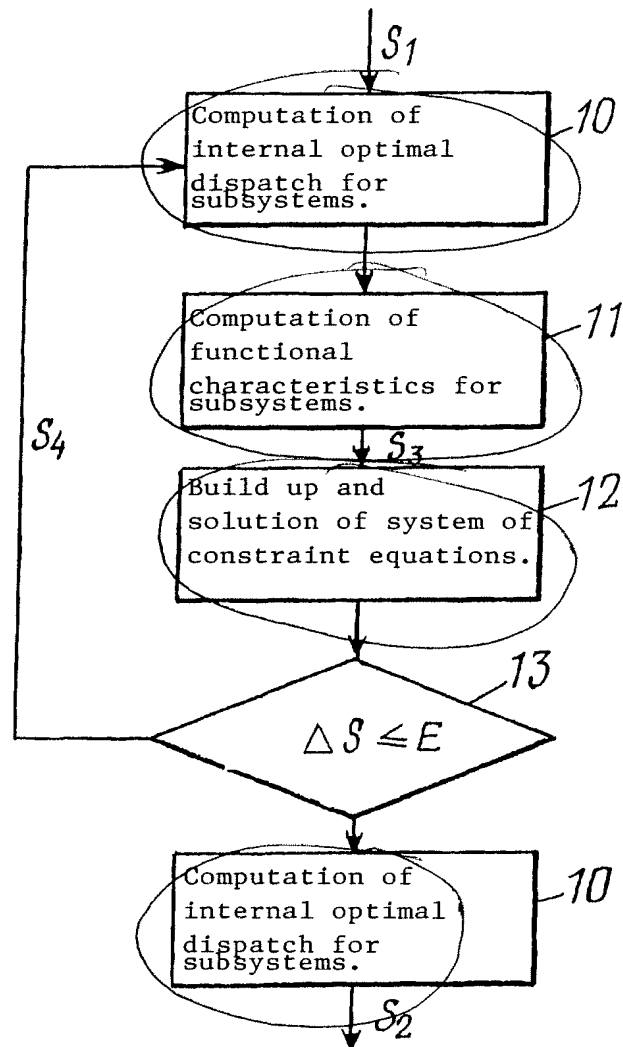 S1
Computation of
internal optimal
dispatch for
subsystems.
10
Computation of
functional
characteristics for
subsystems.
11
S4
S3
Build up and
solution of system of
constraint equations.
12
13
△ S ≤ E
Computation of
internal optimal
dispatch for
subsystems.
10
S2